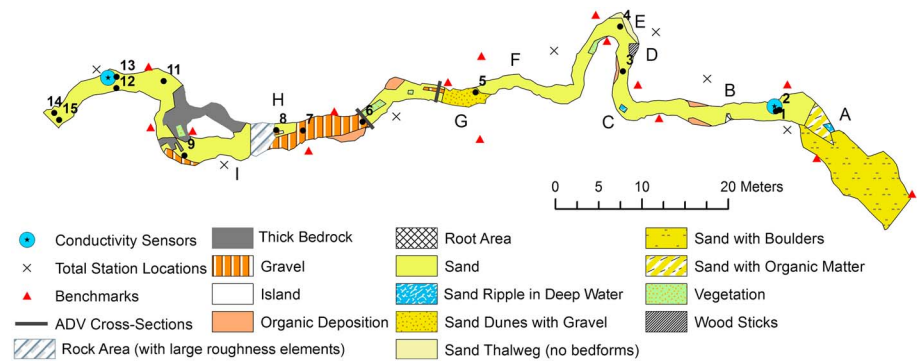 4 E
F D
3
13 11
12
14 15
H
8 7 6
5
G
B
2
1
A
C
9
I
0 5 10 20 Meters
Conductivity Sensors
Total Station Locations
Benchmarks
ADV Cross-Sections
Rock Area (with large roughness elements)
Thick Bedrock
Gravel
Island
Organic Deposition
Root Area
Sand
Sand Ripple in Deep Water
Sand Dunes with Gravel
Sand Thalweg (no bedforms)
Sand with Boulders
Sand with Organic Matter
Vegetation
Wood Sticks